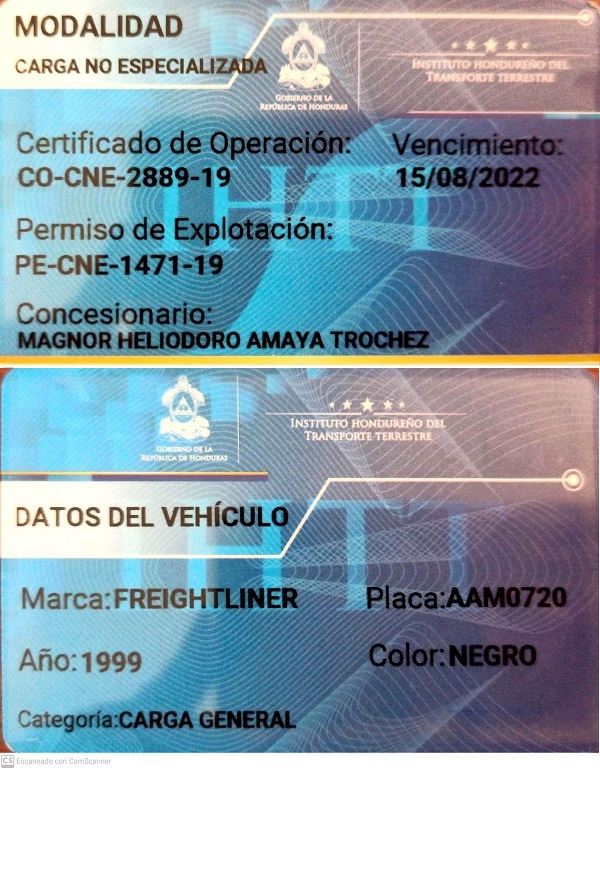 MODALIDAD
CARGA NO ESPECIALIZADA
GOBIERNO DE LA
REPÚBLICA DE HONDURAS
INSTITUTO HONDUREÑO DEL
TRANSPORTE TERRESTRE
Certificado de Operación:
CO-CNE-2889-19
Vencimiento:
15/08/2022
IHTT
Permiso de Explotación:
PE-CNE-1471-19
Concesionario:
MAGNOR HELIODORO AMAYA TROCHEZ
GOBIERNO DE LA
REPÚBLICA DE HONDURAS
INSTITUTO HONDUREÑO DEL
TRANSPORTE TERRESTRE
DATOS DEL VEHÍCULO
IHTT
Marca:FREIGHTLINER
Placa:AAM0720
Año:1999
Color:NEGRO
Categoría:CARGA GENERAL
CS Escaneado con CamScanner